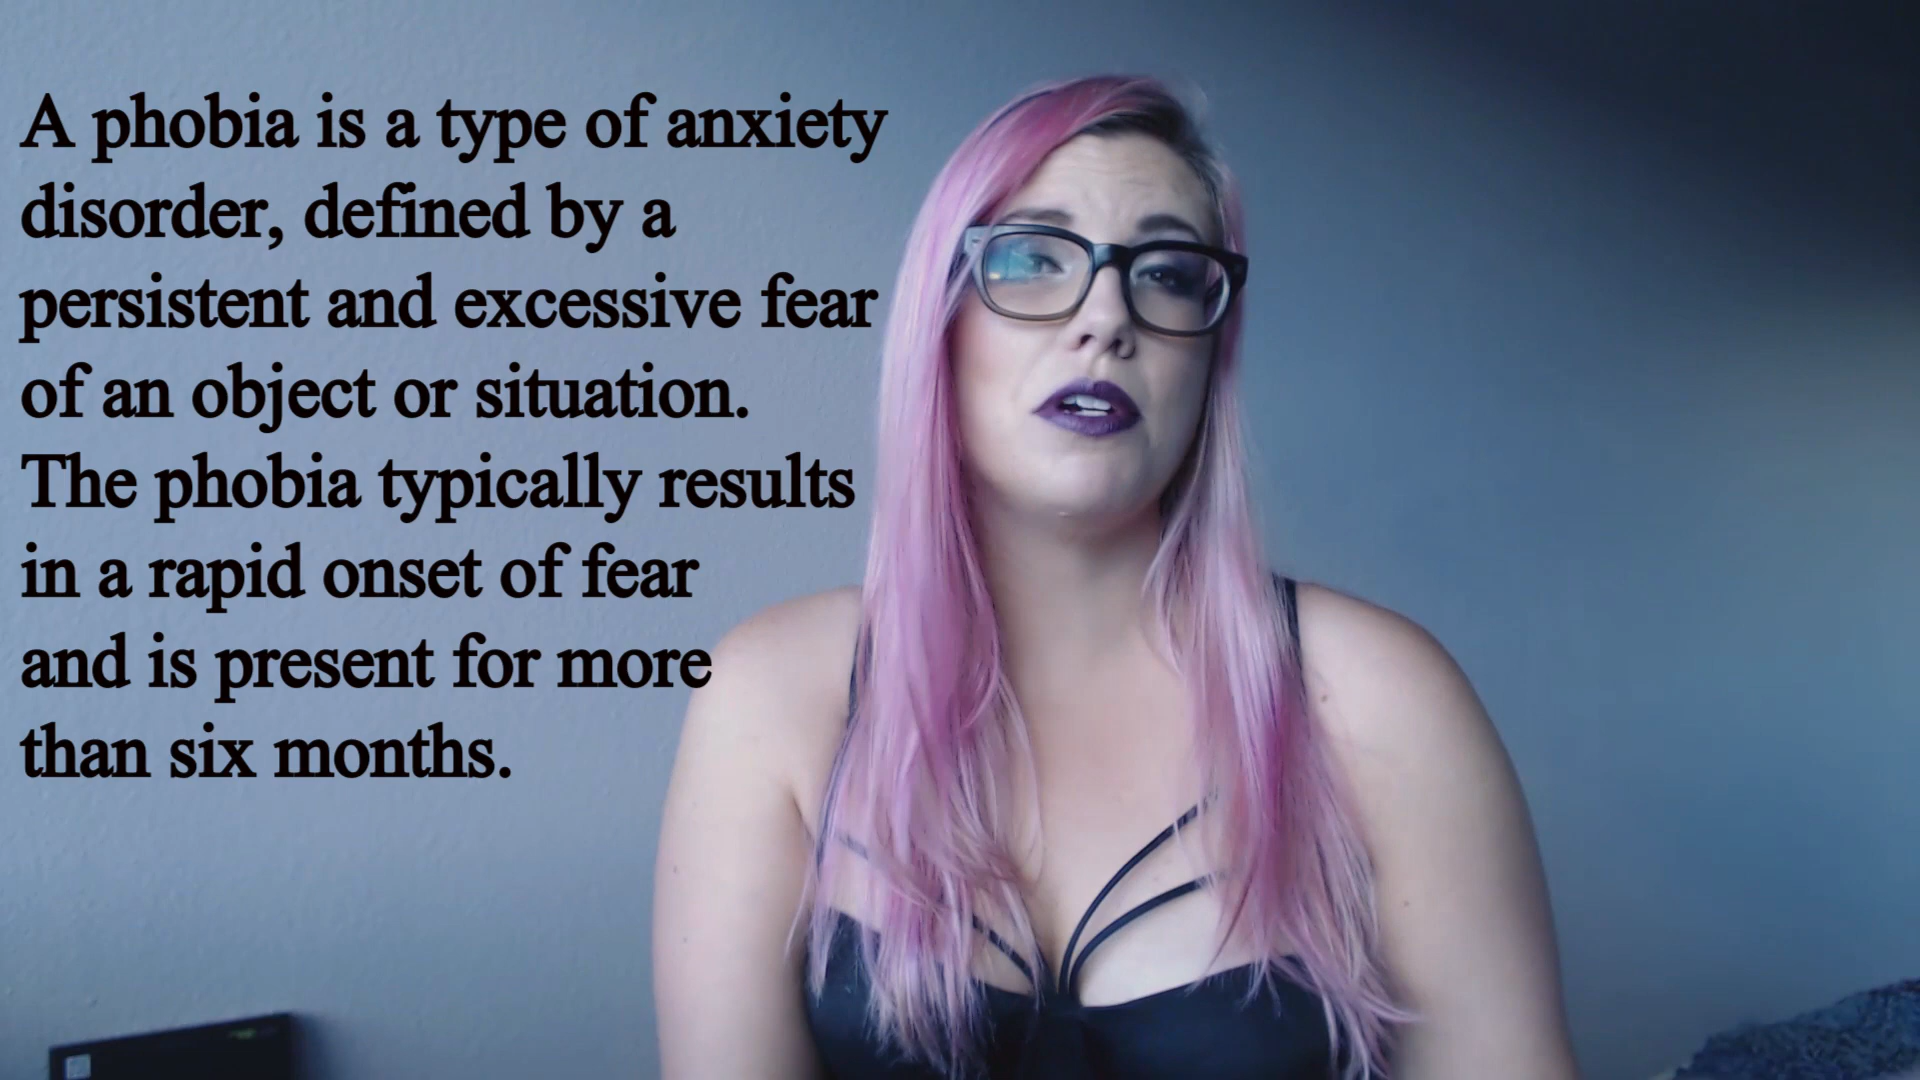 A phobia is a type of anxiety
disorder, defined by a
persistent and excessive fear
of an object or situation.
The phobia typically results
in a rapid onset of fear
and is present for more
than six months.